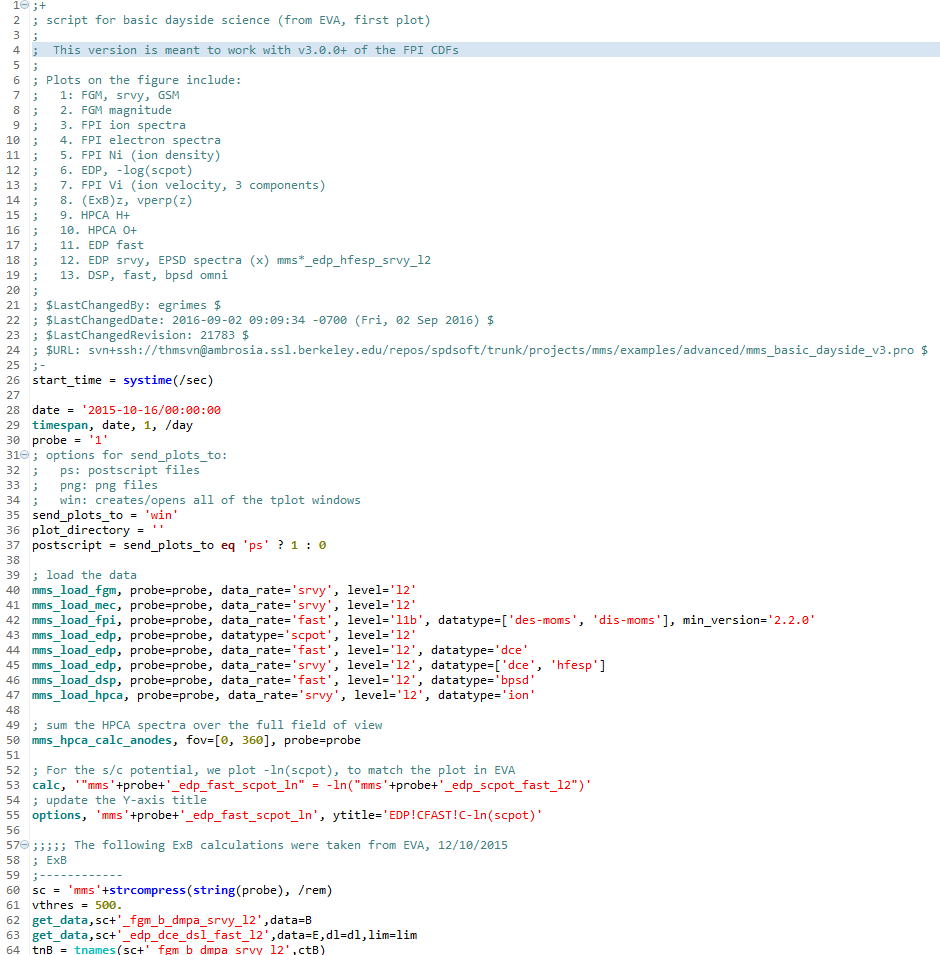 1 ;+
2 ; script for basic dayside science (from EVA, first plot)
3 ;
4 ;  This version is meant to work with v3.0.0+ of the FPI CDFs
5 ;
6 ; Plots on the figure include:
7 ;   1: FGM, srvy, GSM
8 ;   2. FGM magnitude
9 ;   3. FPI ion spectra
10 ;   4. FPI electron spectra
11 ;   5. FPI Ni (ion density)
12 ;   6. EDP, -log(scpot)
13 ;   7. FPI Vi (ion velocity, 3 components)
14 ;   8. (ExB)z, vperp(z)
15 ;   9. HPCA H+
16 ;   10. HPCA O+
17 ;   11. EDP fast
18 ;   12. EDP srvy, EPSD spectra (x) mms*_edp_hfesp_srvy_l2
19 ;   13. DSP, fast, bpsd omni
20 ;
21 ; $LastChangedBy: egrimes $
22 ; $LastChangedDate: 2016-09-02 09:09:34 -0700 (Fri, 02 Sep 2016) $
23 ; $LastChangedRevision: 21783 $
24 ; $URL: svn+ssh://thmsvn@ambrosia.ssl.berkeley.edu/repos/spdsoft/trunk/projects/mms/examples/advanced/mms_basic_dayside_v3.pro $
25 ;-
26 start_time = systime(/sec)
27
28 date = '2015-10-16/00:00:00
29 timespan, date, 1, /day
30 probe = '1'
31 ; options for send_plots_to:
32 ;   ps: postscript files
33 ;   png: png files
34 ;   win: creates/opens all of the tplot windows
35 send_plots_to = 'win'
36 plot_directory = ''
37 postscript = send_plots_to eq 'ps' ? 1 : 0
38
39 ; load the data
40 mms_load_fgm, probe=probe, data_rate='srvy', level='l2'
41 mms_load_mec, probe=probe, data_rate='srvy', level='l2'
42 mms_load_fpi, probe=probe, data_rate='fast', level='l1b', datatype=['des-moms', 'dis-moms'], min_version='2.2.0'
43 mms_load_edp, probe=probe, datatype='scpot', level='l2'
44 mms_load_edp, probe=probe, data_rate='fast', level='l2', datatype='dce'
45 mms_load_edp, probe=probe, data_rate='srvy', level='l2', datatype=['dce', 'hfesp']
46 mms_load_dsp, probe=probe, data_rate='fast', level='l2', datatype='bpsd'
47 mms_load_hpca, probe=probe, data_rate='srvy', level='l2', datatype='ion'
48
49 ; sum the HPCA spectra over the full field of view
50 mms_hpca_calc_anodes, fov=[0, 360], probe=probe
51
52 ; For the s/c potential, we plot -ln(scpot), to match the plot in EVA
53 calc, '"mms'+probe+'_edp_fast_scpot_ln" = -ln("mms'+probe+'_edp_scpot_fast_l2")'
54 ; update the Y-axis title
55 options, 'mms'+probe+'_edp_fast_scpot_ln', ytitle='EDP!CFAST!C-ln(scpot)'
56
57 ;;;;; The following ExB calculations were taken from EVA, 12/10/2015
58 ; ExB
59 ;------------
60 sc = 'mms'+strcompress(string(probe), /rem)
61 vthres = 500.
62 get_data,sc+'_fgm_b_dmpa_srvy_l2',data=B
63 get_data,sc+'_edp_dce_dsl_fast_l2',data=E,dl=dl,lim=lim
64 tnB = tnames(sc+'_fgm_b_dmpa_srvy_l2',ctB)